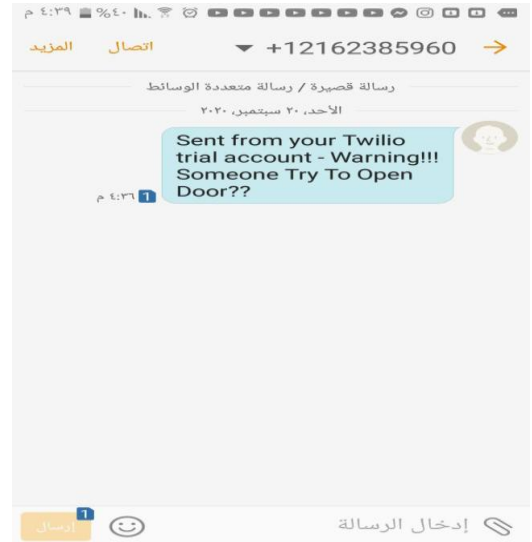 م ٤:٣٩ %٤٠
المزيد اتصال +12162385960
رسالة قصيرة / رسالة متعددة الوسائط
الأحد، ٢٠ سبتمبر، ٢٠٢٠
Sent from your Twilio
trial account - Warning!!!
Someone Try To Open
Door??
1 ٤:٣٦ م
إدخال الرسالة
إرسال 1